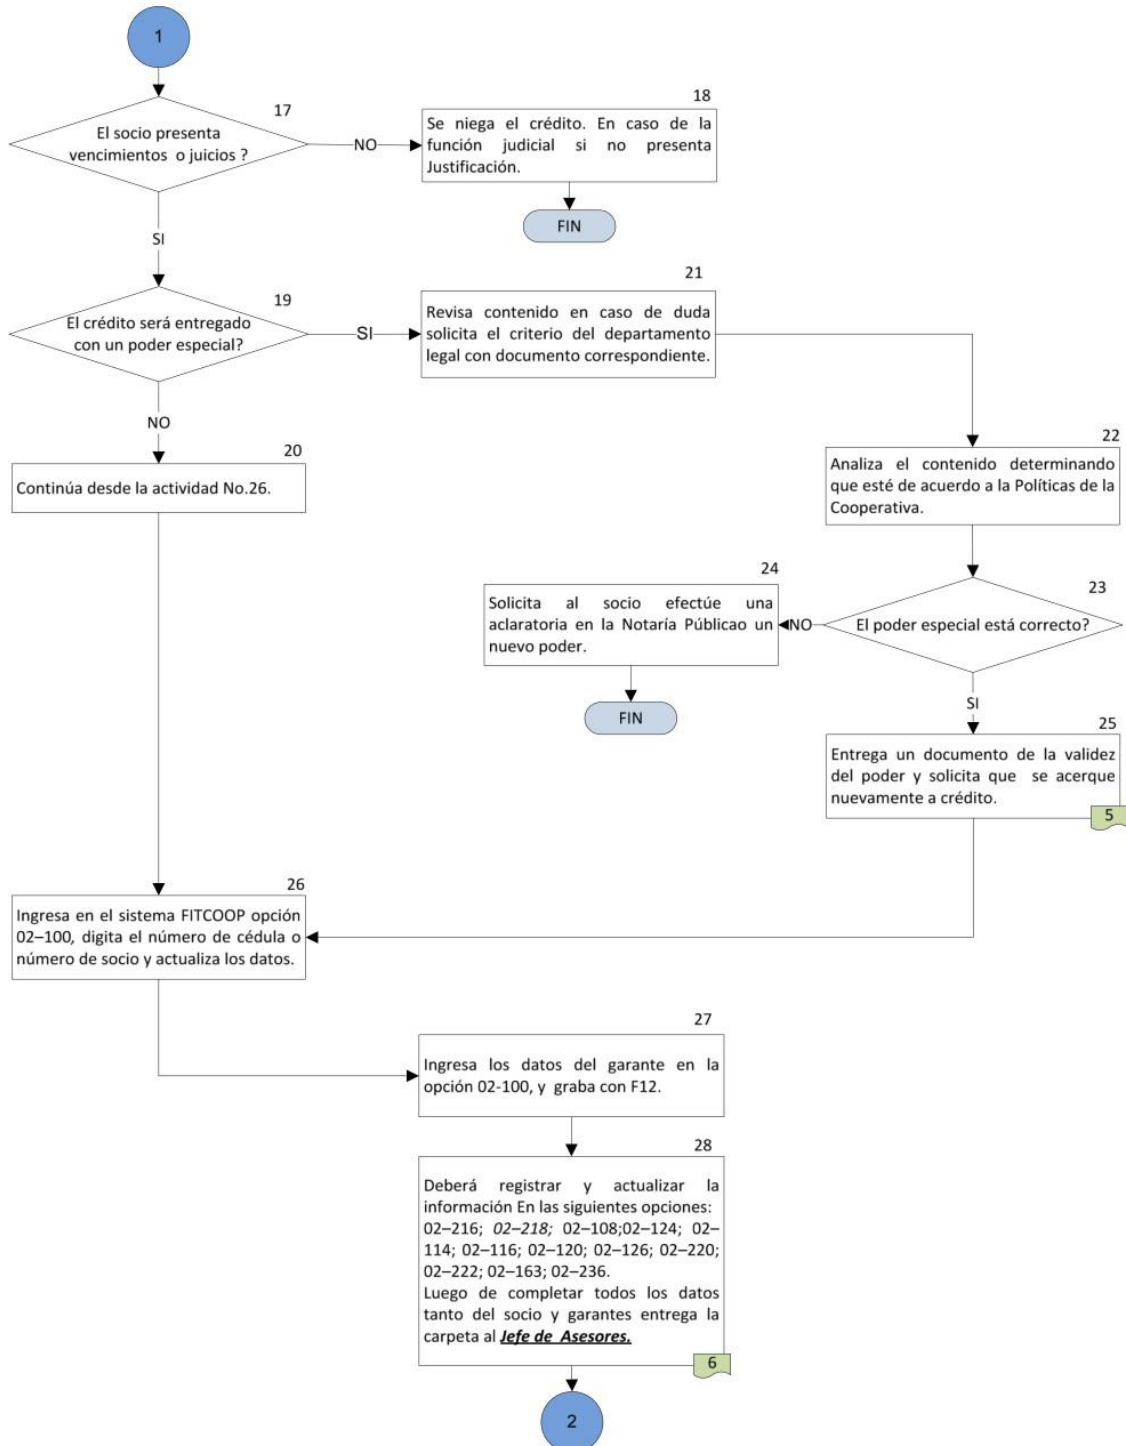 1
17
El socio presenta
vencimientos o juicios ?
NO
18
Se niega el crédito. En caso de la
función judicial si no presenta
Justificación.
FIN
SI
19
El crédito será entregado
con un poder especial?
SI
21
Revisa contenido en caso de duda
solicita el criterio del departamento
legal con documento correspondiente.
NO
20
Continúa desde la actividad No.26.
22
Analiza el contenido determinando
que esté de acuerdo a la Políticas de la
Cooperativa.
23
El poder especial está correcto?
NO
24
Solicita al socio efectúe una
aclaratoria en la Notaría Públicao un
nuevo poder.
FIN
SI
25
Entrega un documento de la validez
del poder y solicita que se acerque
nuevamente a crédito.
5
26
Ingresa en el sistema FITCOOP opción
02–100, digita el número de cédula o
número de socio y actualiza los datos.
27
Ingresa los datos del garante en la
opción 02-100, y graba con F12.
28
Deberá registrar y actualizar la
información En las siguientes opciones:
02–216; 02–218; 02–108;02–124; 02–
114; 02–116; 02–120; 02–126; 02–220;
02–222; 02–163; 02–236.
Luego de completar todos los datos
tanto del socio y garantes entrega la
carpeta al Jefe de Asesores.
6
2